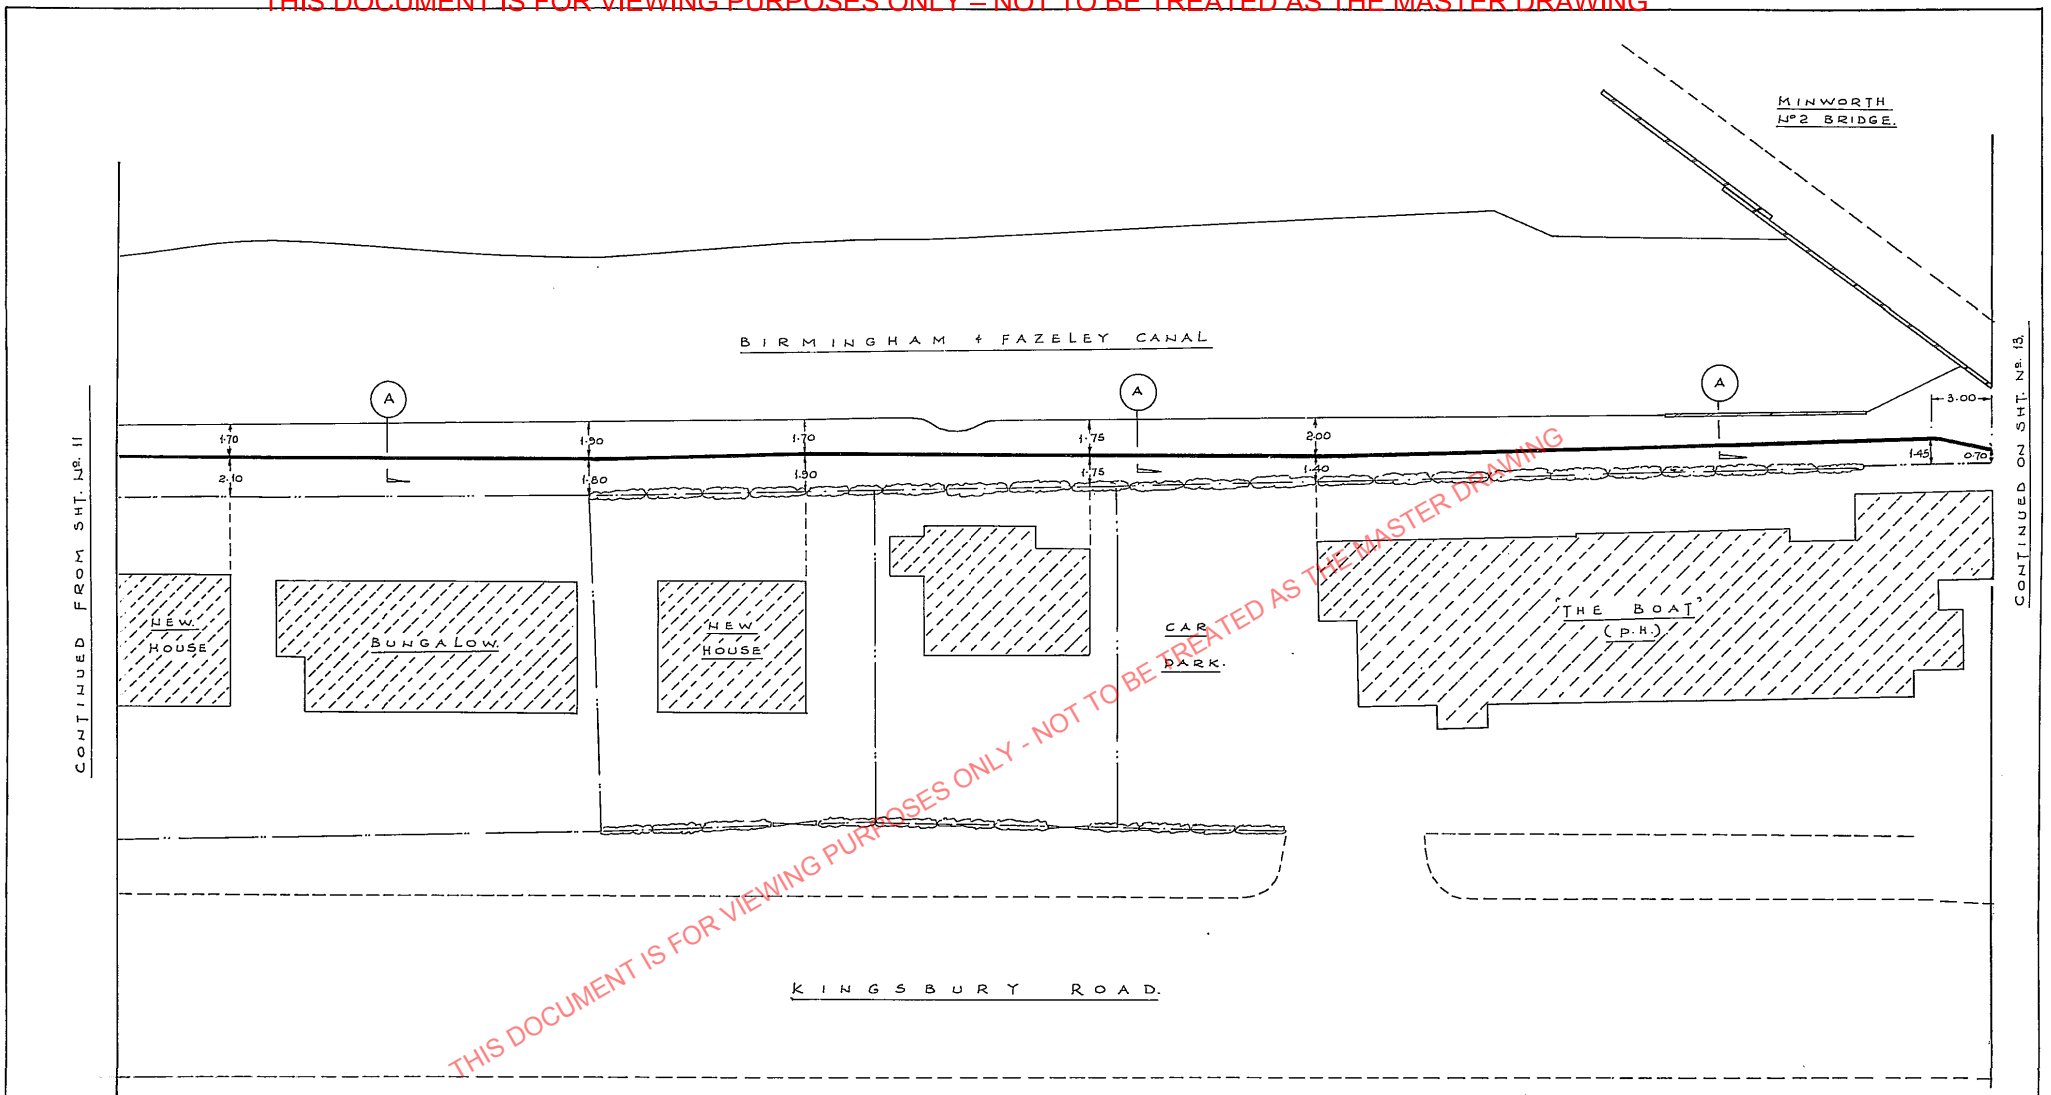 THIS DOCUMENT IS FOR VIEWING PURPOSES ONLY – NOT TO BE TREATED AS THE MASTER DRAWING
MINWORTH
Nº2 BRIDGE.
BIRMINGHAM & FAZELEY CANAL
A
A
A
3.00
1.70
1.90
1.70
1.75
2.00
2.10
1.80
1.90
1.75
1.40
1.45
0.70
CONTINUED FROM SHT. Nº. 11
CONTINUED ON SHT. Nº. 13.
NEW
HOUSE
BUNGALOW.
NEW
HOUSE
CAR
PARK.
'THE BOAT'
(P.H.)
THIS DOCUMENT IS FOR VIEWING PURPOSES ONLY - NOT TO BE TREATED AS THE MASTER DRAWING
KINGSBURY ROAD.